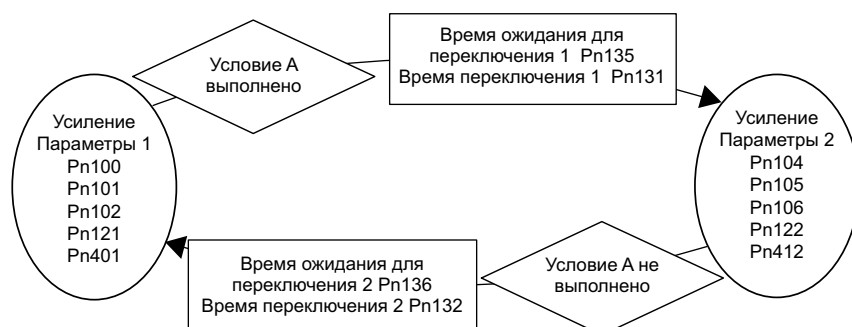 Усиление
Параметры 1
Pn100
Pn101
Pn102
Pn121
Pn401
Условие А
выполнено
Время ожидания для
переключения 1 Pn135
Время переключения 1 Pn131
Усиление
Параметры 2
Pn104
Pn105
Pn106
Pn122
Pn412
Условие А не
выполнено
Время ожидания для
переключения 2 Pn136
Время переключения 2 Pn132